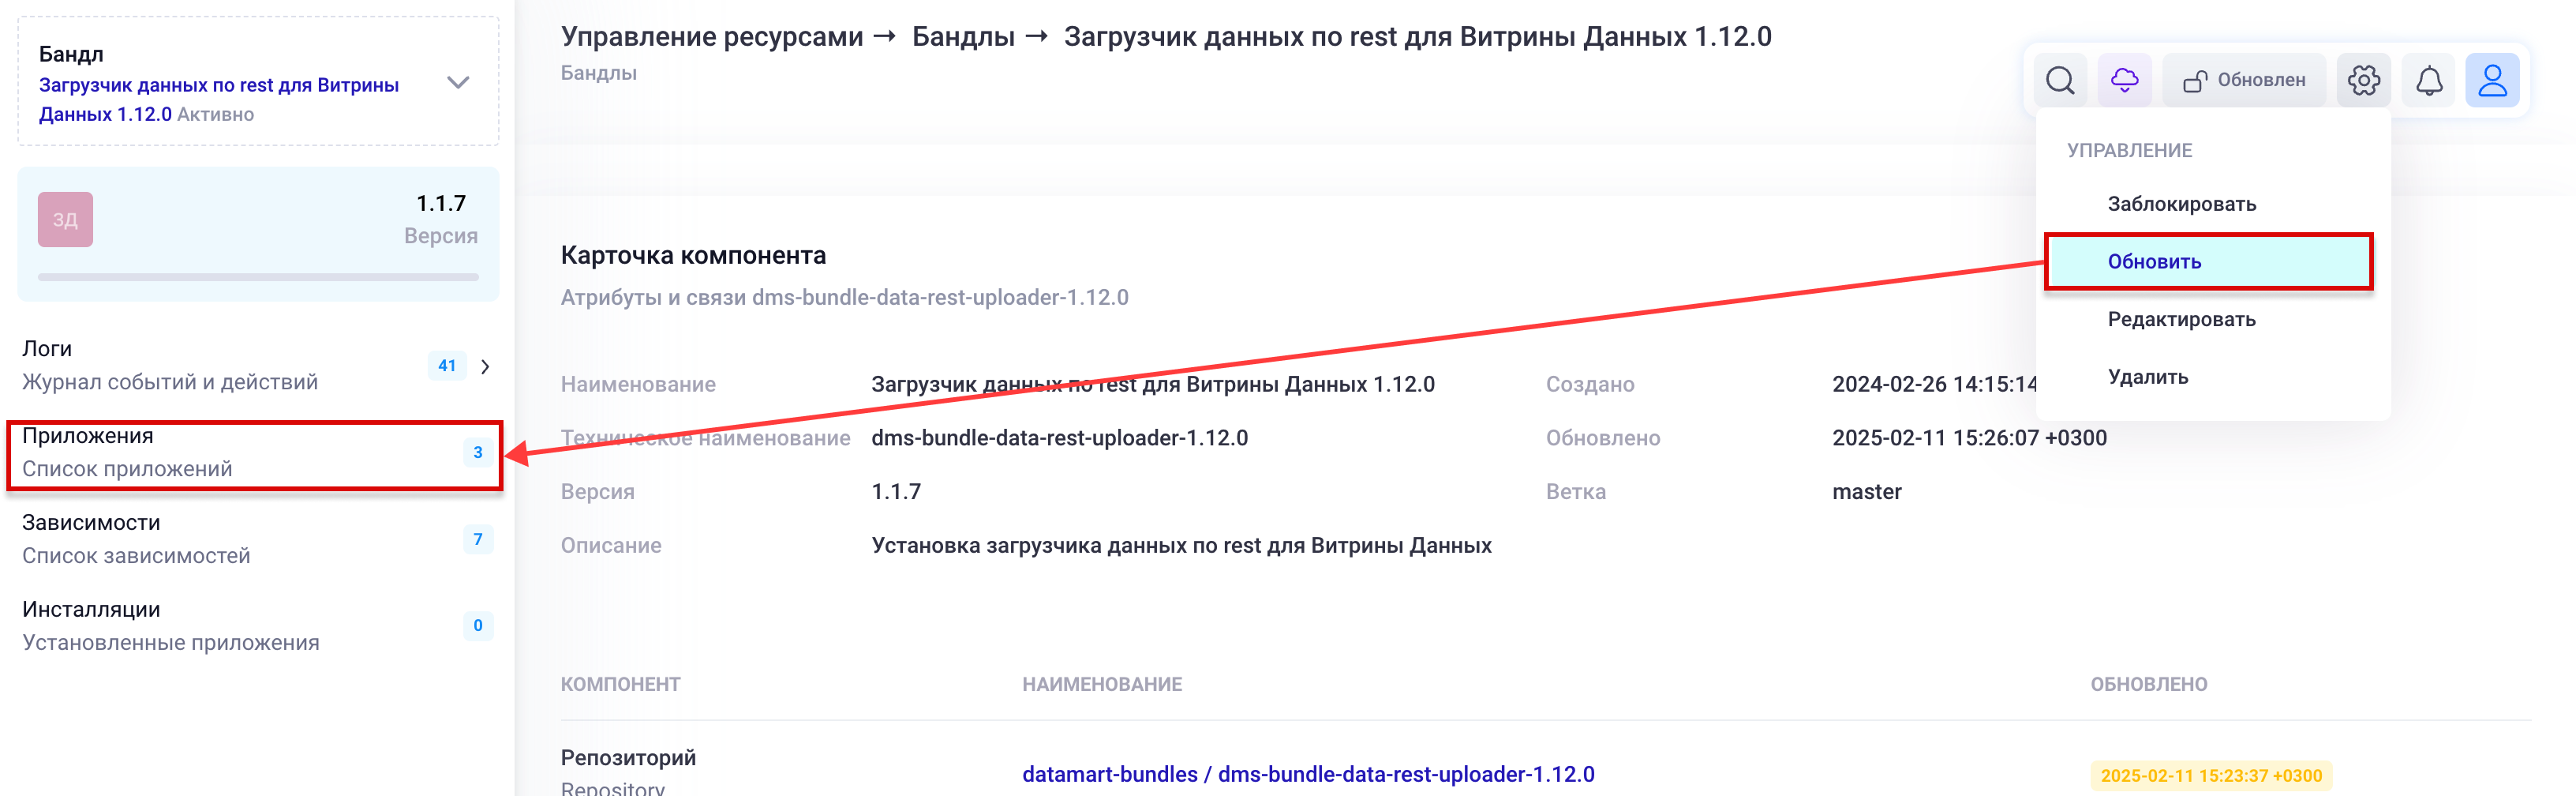 Бандл
Загрузчик данных по rest для Витрины
Данных 1.12.0 Активно
ЗД
1.1.7
Версия
Логи
Журнал событий и действий
41
Приложения
Список приложений
3
Зависимости
Список зависимостей
7
Инсталляции
Установленные приложения
0
Управление ресурсами → Бандлы → Загрузчик данных по rest для Витрины Данных 1.12.0
Бандлы
Обновлен
УПРАВЛЕНИЕ
Заблокировать
Обновить
Редактировать
Удалить
Карточка компонента
Атрибуты и связи dms-bundle-data-rest-uploader-1.12.0
Наименование Загрузчик данных по rest для Витрины Данных 1.12.0 Создано 2024-02-26 14:15:14
Техническое наименование dms-bundle-data-rest-uploader-1.12.0 Обновлено 2025-02-11 15:26:07 +0300
Версия 1.1.7 Ветка master
Описание Установка загрузчика данных по rest для Витрины Данных
КОМПОНЕНТ НАИМЕНОВАНИЕ ОБНОВЛЕНО
Репозиторий
Repository
datamart-bundles / dms-bundle-data-rest-uploader-1.12.0
2025-02-11 15:23:37 +0300